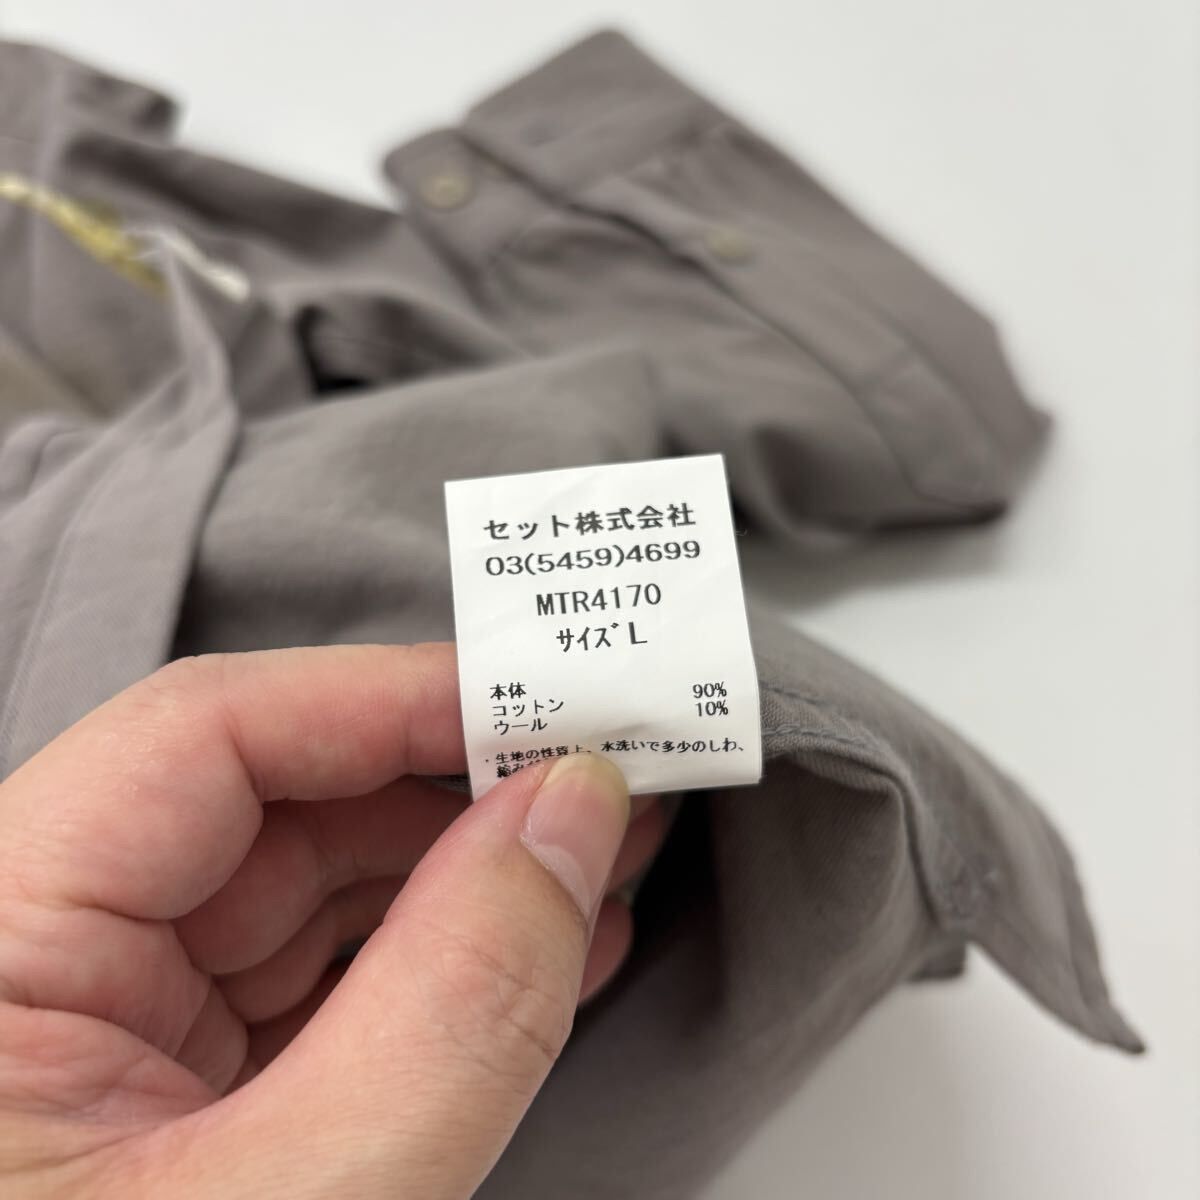 セット株式会社
03(5459)4699
MTR4170
サイズ L
本体
コットン 90%
ウール 10%
・生地の性質上、水洗いで多少のしわ、
縮み